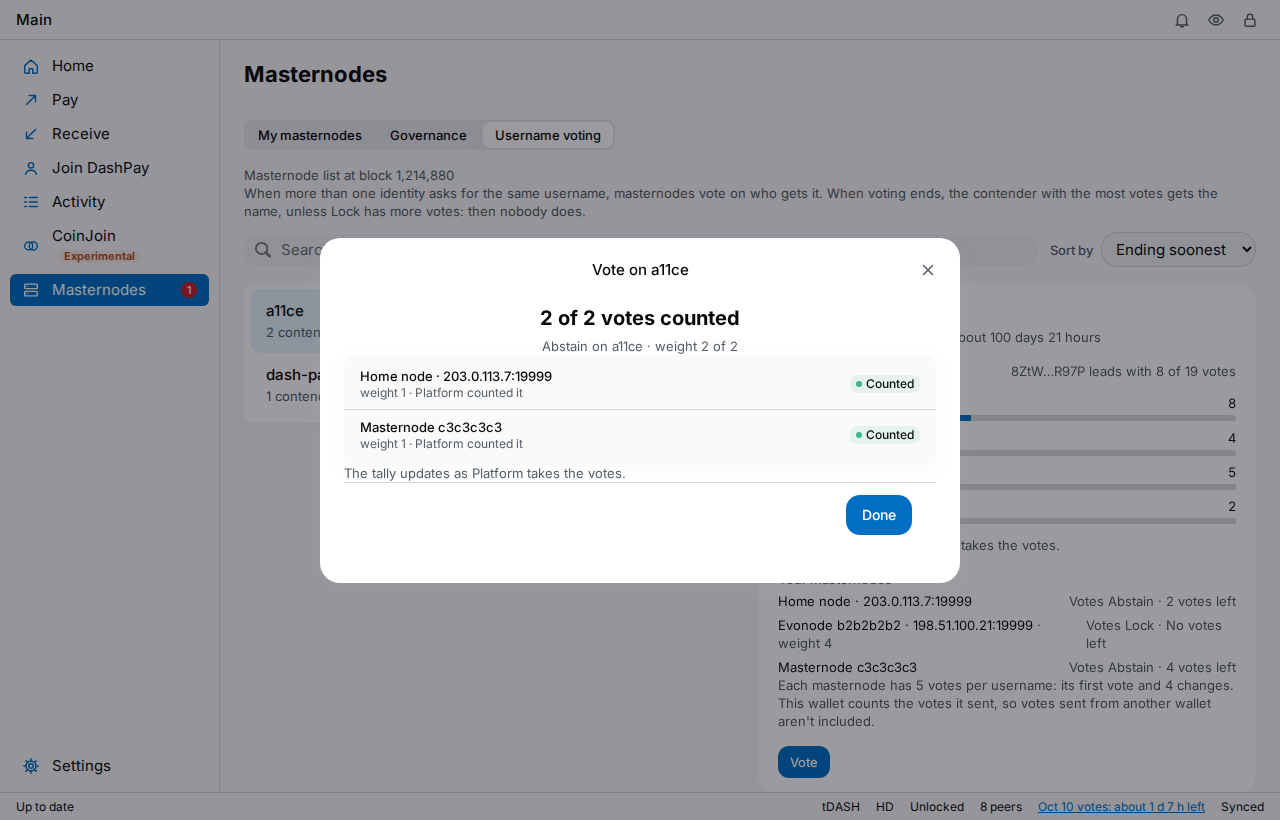 Main
Home
Pay
Receive
Join DashPay
Activity
CoinJoin
Experimental
Masternodes
1
Settings
Masternodes
My masternodes
Governance
Username voting
Masternode list at block 1,214,880
When more than one identity asks for the same username, masternodes vote on who gets it. When voting ends, the contender with the most votes gets the
name, unless Lock has more votes: then nobody does.
Sort by
Ending soonest
a11ce
2
1
Vote on a11ce
2 of 2 votes counted
Abstain on a11ce · weight 2 of 2
Home node · 203.0.113.7:19999
weight 1 · Platform counted it
Counted
Masternode c3c3c3c3
weight 1 · Platform counted it
Counted
The tally updates as Platform takes the votes.
Done
100 days 21 hours
8ZtW…R97P leads with 8 of 19 votes
8
4
5
2
takes the votes.
Home node · 203.0.113.7:19999
Votes Abstain · 2 votes left
Evonode b2b2b2b2 · 198.51.100.21:19999 ·
weight 4
Votes Lock · No votes
left
Masternode c3c3c3c3
Votes Abstain · 4 votes left
Each masternode has 5 votes per username: its first vote and 4 changes.
This wallet counts the votes it sent, so votes sent from another wallet
aren't included.
Vote
Up to date
tDASH
HD
Unlocked
8 peers
Oct 10 votes: about 1 d 7 h left
Synced